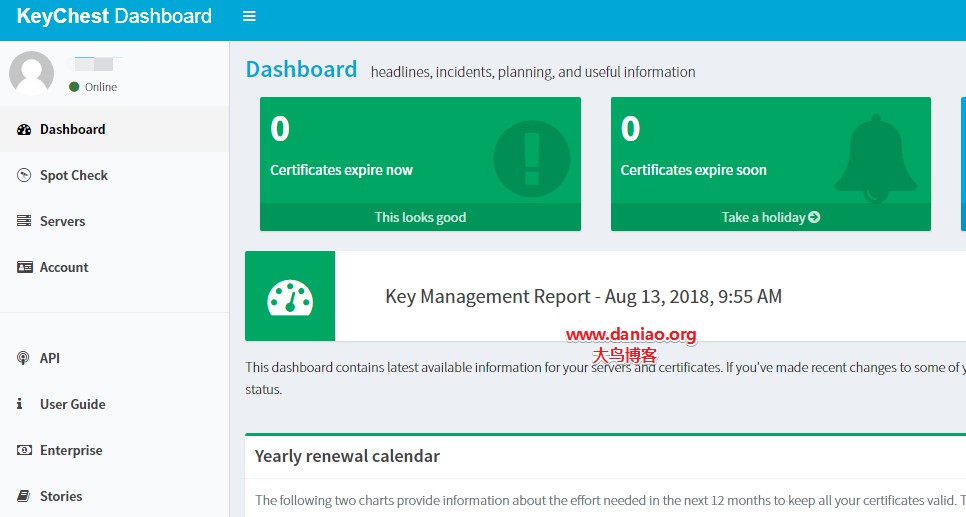 KeyChest Dashboard
Online
Dashboard
Spot Check
Servers
Account
API
User Guide
Enterprise
Stories
Dashboard headlines, incidents, planning, and useful information
0
Certificates expire now
This looks good
0
Certificates expire soon
Take a holiday
Key Management Report - Aug 13, 2018, 9:55 AM
www.daniao.org
大鸟博客
This dashboard contains latest available information for your servers and certificates. If you've made recent changes to some of
status.
Yearly renewal calendar
The following two charts provide information about the effort needed in the next 12 months to keep all your certificates valid.